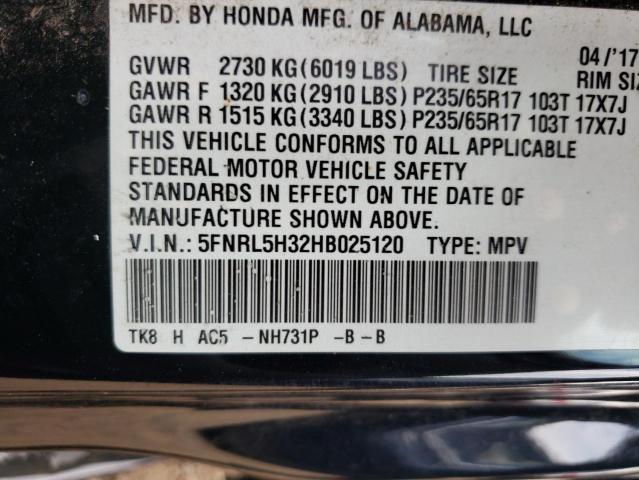 MFD. BY HONDA MFG. OF ALABAMA, LLC 04/'17
GVWR 2730 KG(6019 LBS) TIRE SIZE RIM
GAWR F 1320 KG(2910 LBS) P235/65R17 103T 17X7J
GAWR R 1515 KG(3340 LBS) P235/65R17 103T 17X7J
THIS VEHICLE CONFORMS TO ALL APPLICABLE
FEDERAL MOTOR VEHICLE SAFETY
STANDARDS IN EFFECT ON THE DATE OF
MANUFACTURE SHOWN ABOVE.
V.I.N.: 5FNRL5H32HB025120 TYPE: MPV
TK8 H AC5 -NH731P -B-B